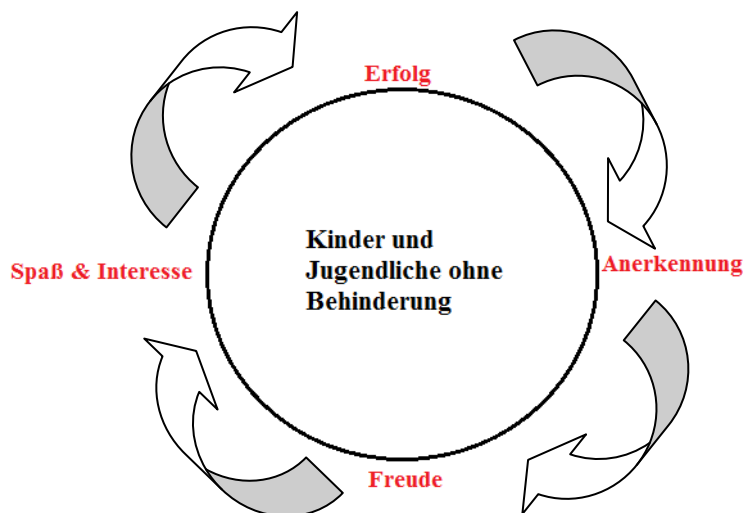 Erfolg
Kinder und
Jugendliche ohne
Behinderung
Spaß & Interesse
Anerkennung
Freude